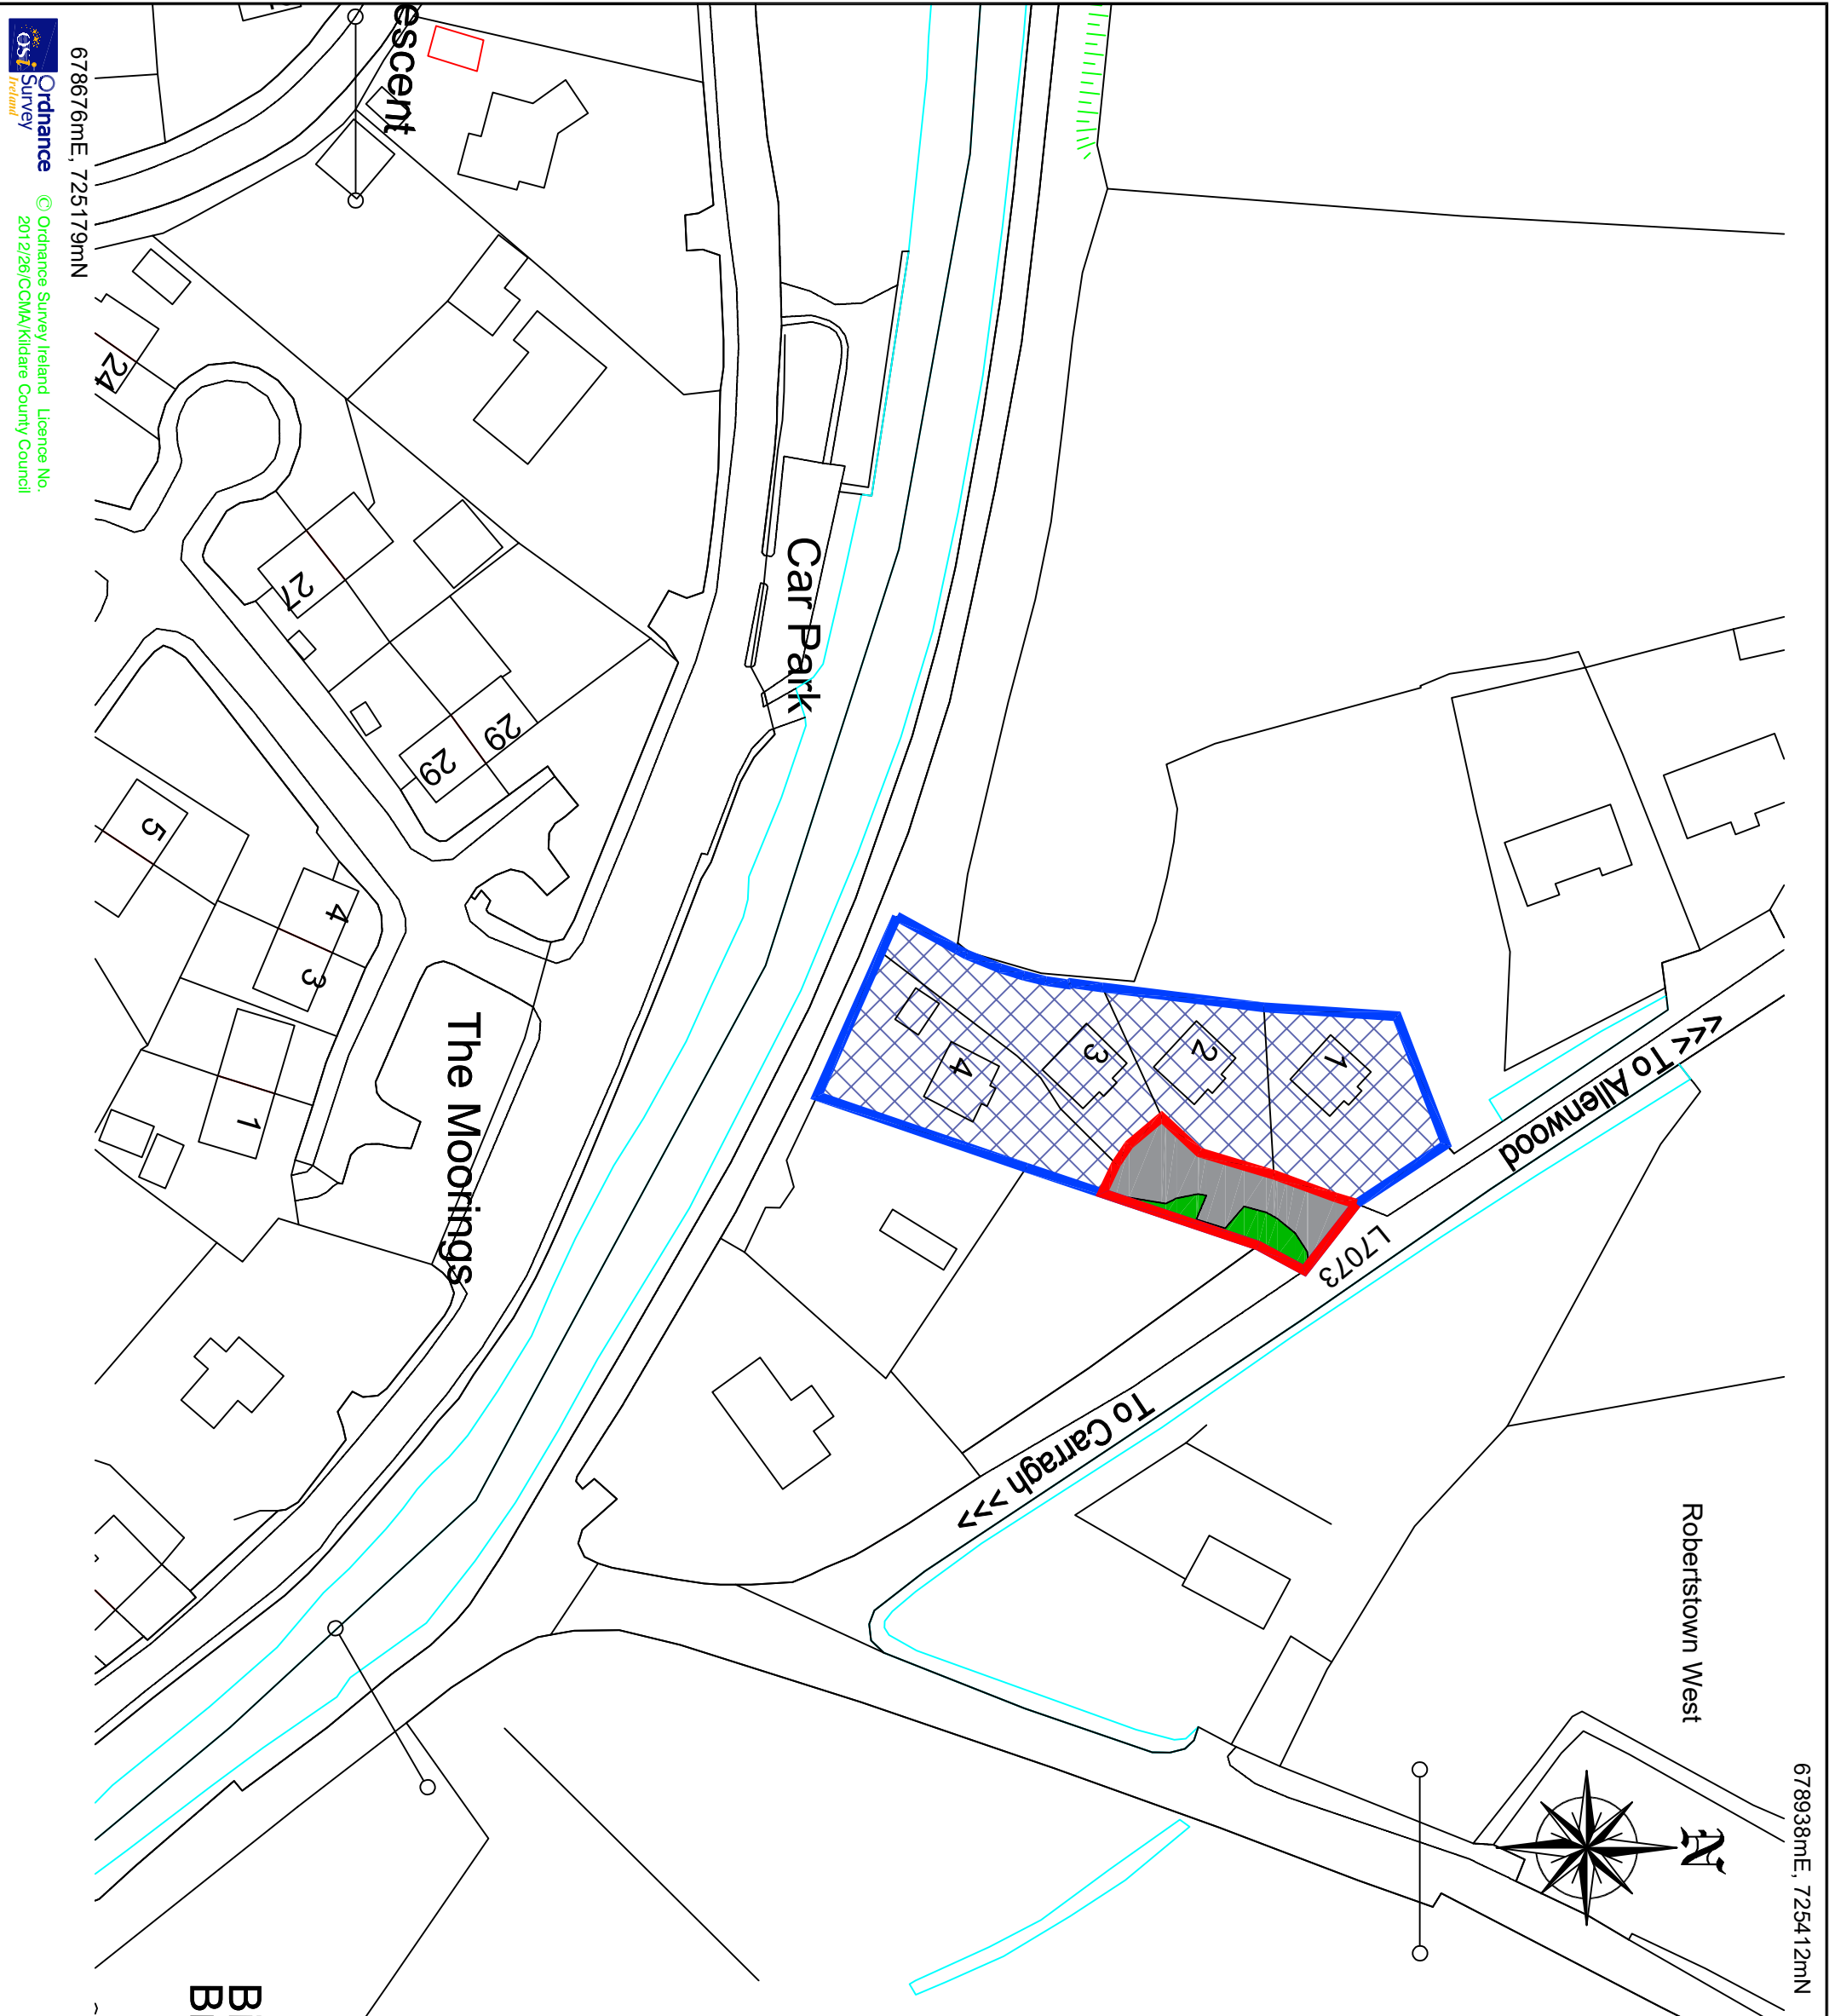 678938mE, 725412mN
N
Robertstown West
<< To Allenwood
L7073
To Carragh >>>
1
2
3
4
Car Park
The Moorings
escent
24
27
29
29
5
4
3
1
678676mE, 725179mN
Ordnance
Survey
Ireland
osi
© Ordnance Survey Ireland Licence No.
2012/26/CCMA/Kildare County Council